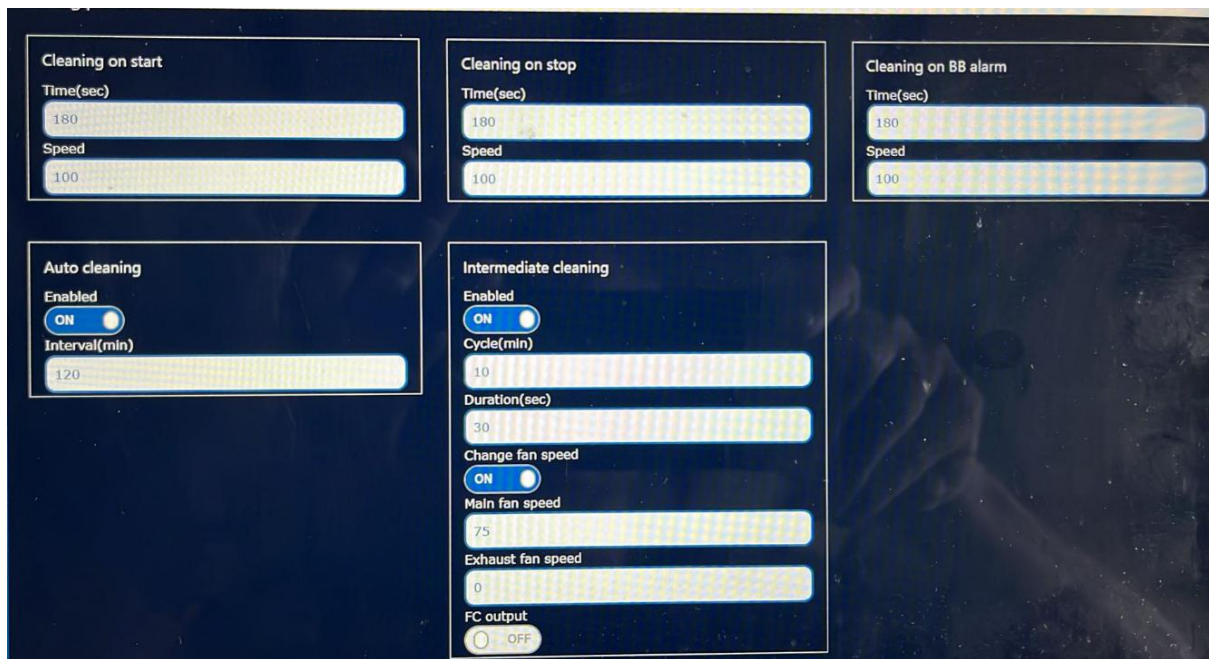 Cleaning on start
Time(sec)
180
Speed
100
Cleaning on stop
Time(sec)
180
Speed
100
Cleaning on BB alarm
Time(sec)
180
Speed
100
Auto cleaning
Enabled
ON
Interval(min)
120
Intermediate cleaning
Enabled
ON
Cycle(min)
10
Duration(sec)
30
Change fan speed
ON
Main fan speed
75
Exhaust fan speed
0
FC output
OFF